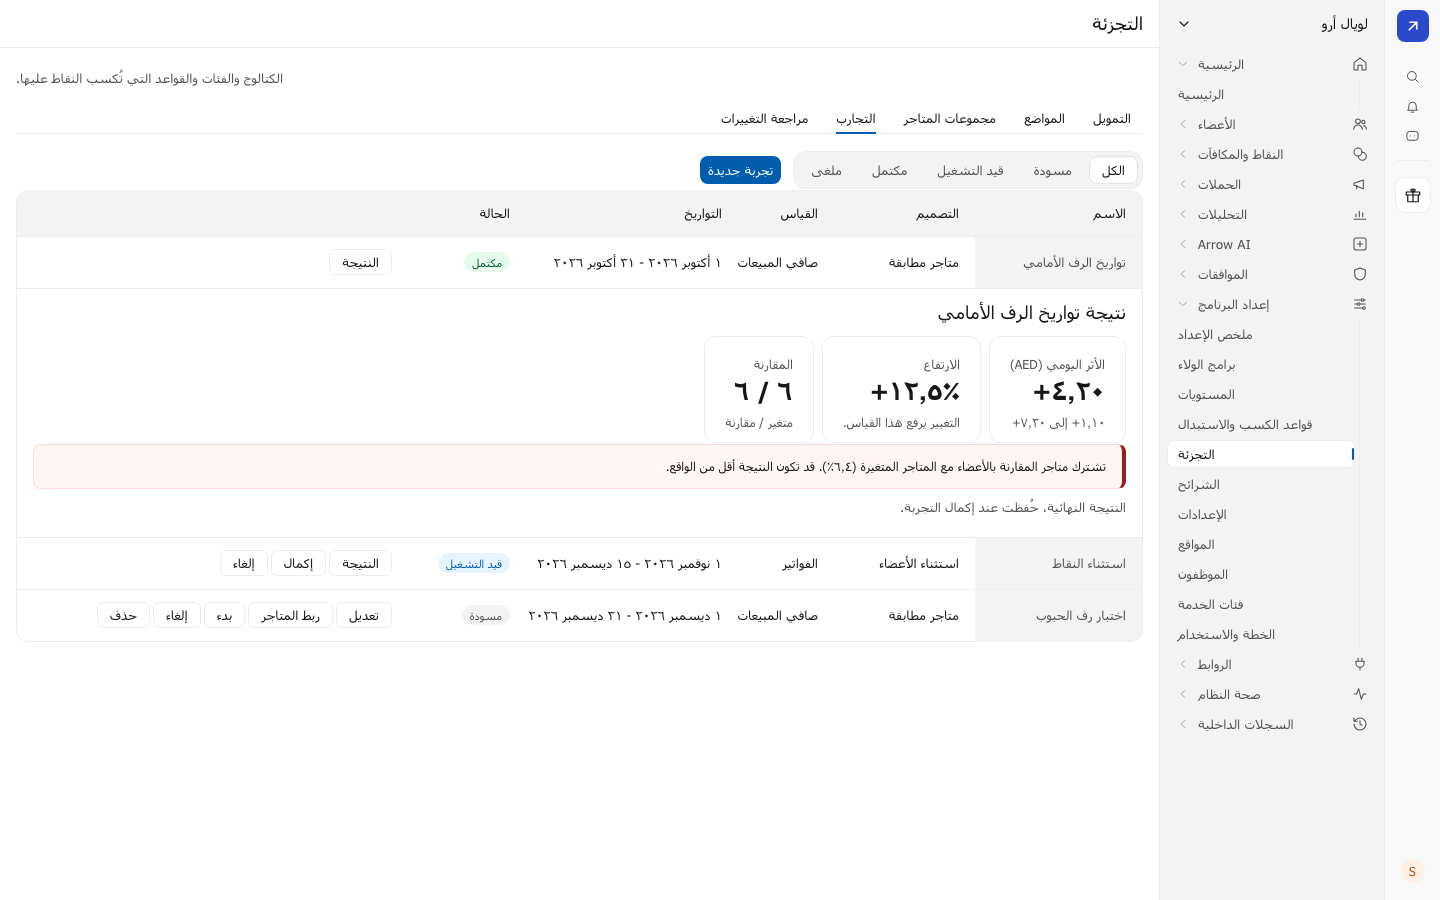 لويال أرو
الرئيسية
الرئيسية
الأعضاء
النقاط والمكافآت
الحملات
التحليلات
Arrow AI
الموافقات
إعداد البرنامج
ملخص الإعداد
برامج الولاء
المستويات
قواعد الكسب والاستبدال
التجزئة
الشرائح
الإعدادات
المواقع
الموظفون
فئات الخدمة
الخطة والاستخدام
الروابط
صحة النظام
السجلات الداخلية
S
التجزئة
الكتالوج والفئات والقواعد التي تُكسب النقاط عليها.
التمويل المواضع مجموعات المتاجر التجارب مراجعة التغييرات
الكل مسودة قيد التشغيل مكتمل ملغى تجربة جديدة
الاسم التصميم القياس التواريخ الحالة
تواريخ الرف الأمامي متاجر مطابقة صافي المبيعات ١ أكتوبر ٢٠٢٦ - ٣١ أكتوبر ٢٠٢٦ مكتمل النتيجة
نتيجة تواريخ الرف الأمامي
الأثر اليومي (AED)
+٤,٢٠
+١,١٠ إلى +٧,٣٠
الارتفاع
+١٢,٥٪
التغيير يرفع هذا القياس.
المقارنة
٦ / ٦
متغير / مقارنة
تشترك متاجر المقارنة بالأعضاء مع المتاجر المتغيرة (٦,٤٪). قد تكون النتيجة أقل من الواقع.
النتيجة النهائية، حُفظت عند إكمال التجربة.
استثناء النقاط استثناء الأعضاء الفواتير ١ نوفمبر ٢٠٢٦ - ١٥ ديسمبر ٢٠٢٦ قيد التشغيل النتيجة إكمال إلغاء
اختبار رف الحبوب متاجر مطابقة صافي المبيعات ١ ديسمبر ٢٠٢٦ - ٣١ ديسمبر ٢٠٢٦ مسودة تعديل ربط المتاجر بدء إلغاء حذف